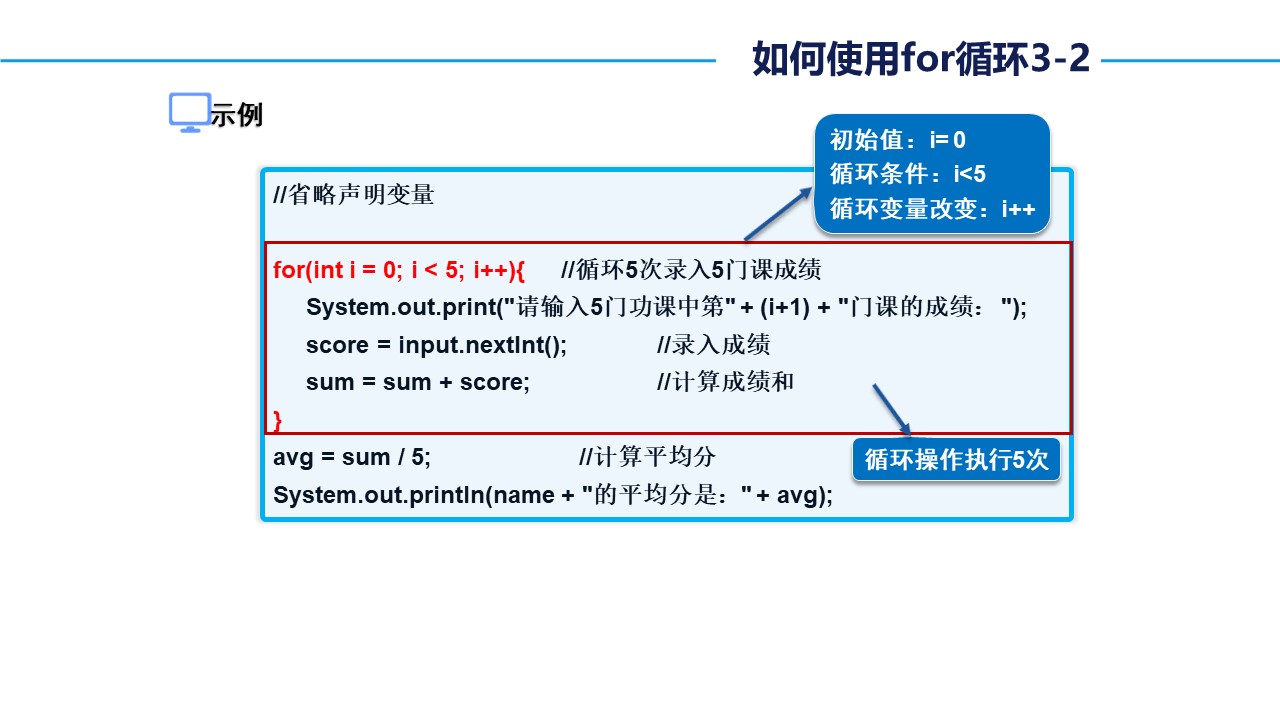 如何使用for循环3-2
示例
初始值：i= 0
循环条件：i<5
循环变量改变：i++
//省略声明变量
for(int i = 0; i < 5; i++){ //循环5次录入5门课成绩
System.out.print("请输入5门功课中第" + (i+1) + "门课的成绩： ");
score = input.nextInt(); //录入成绩
sum = sum + score; //计算成绩和
}
avg = sum / 5; //计算平均分
循环操作执行5次
System.out.println(name + "的平均分是：" + avg);